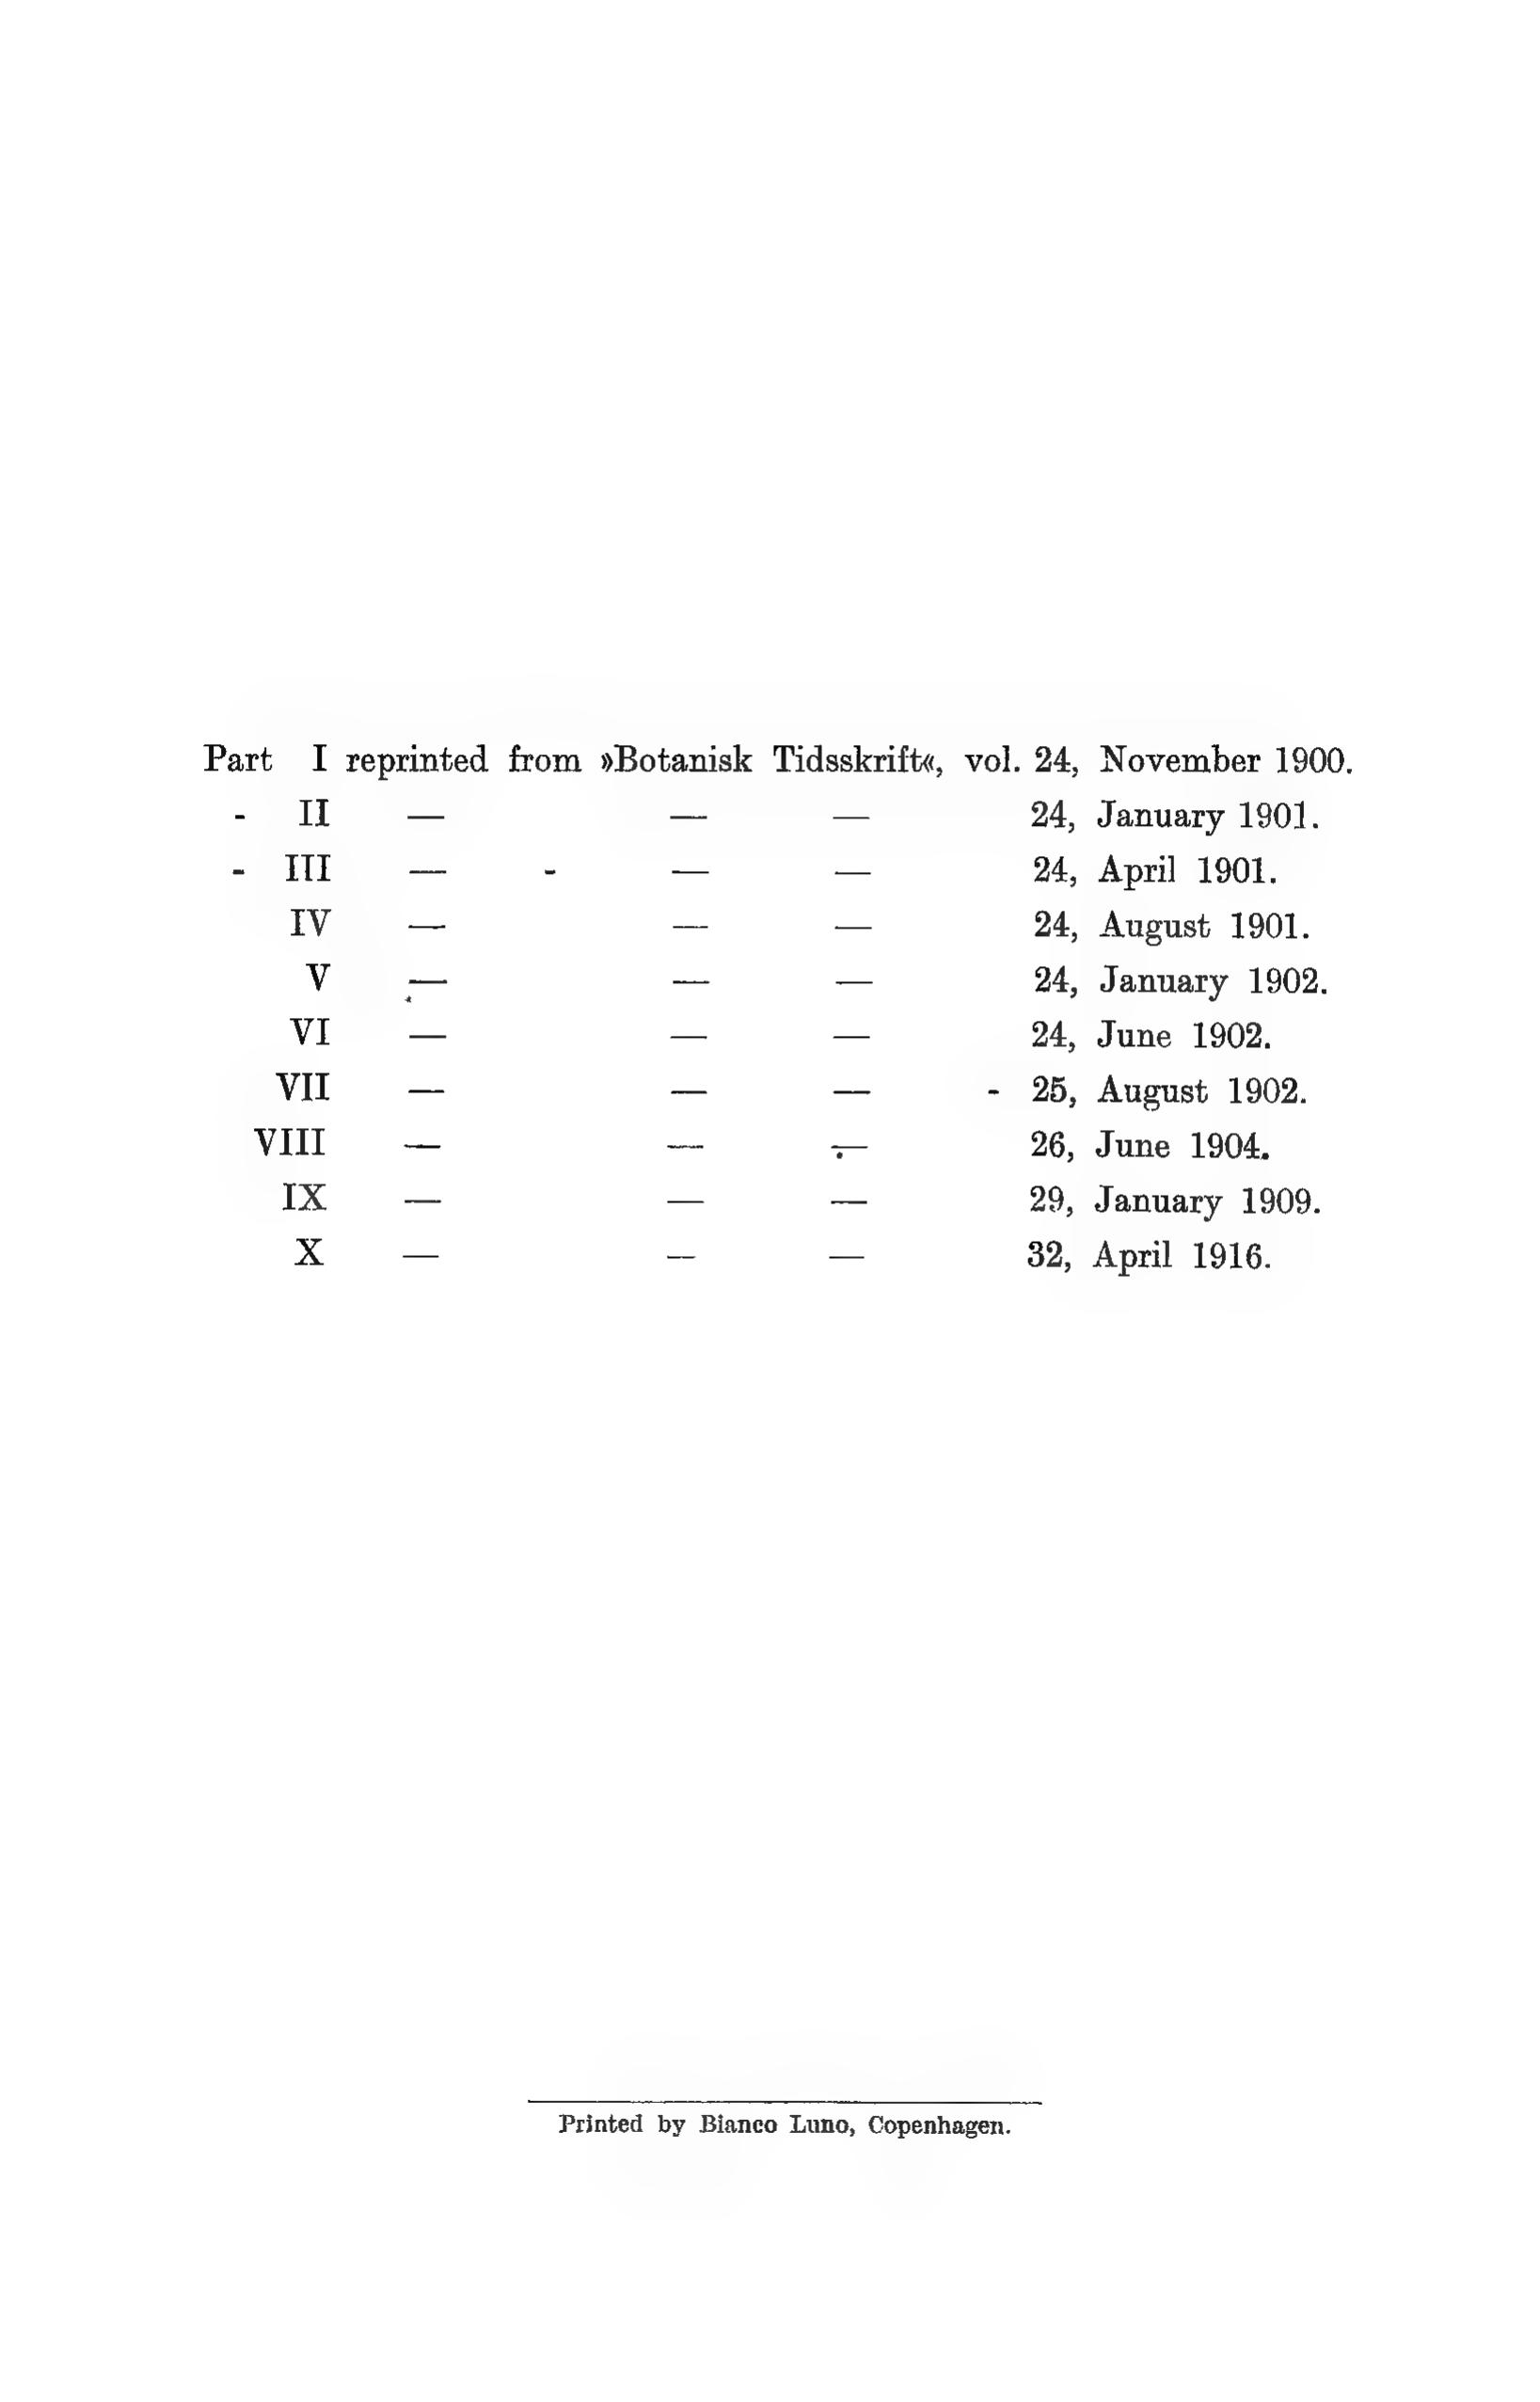 Part I reprinted from »Botanisk Tidsskrift«, vol. 24, November 1900.
- II — — — 24, January 1901.
- III — - — — 24, April 1901.
IV — — — 24, August 1901.
V — — — 24, January 1902.
VI — — — 24, June 1902.
VII — — — - 25, August 1902.
VIII — — — 26, June 1904.
IX — — — 29, January 1909.
X — — — 32, April 1916.
Printed by Bianco Luno, Copenhagen.